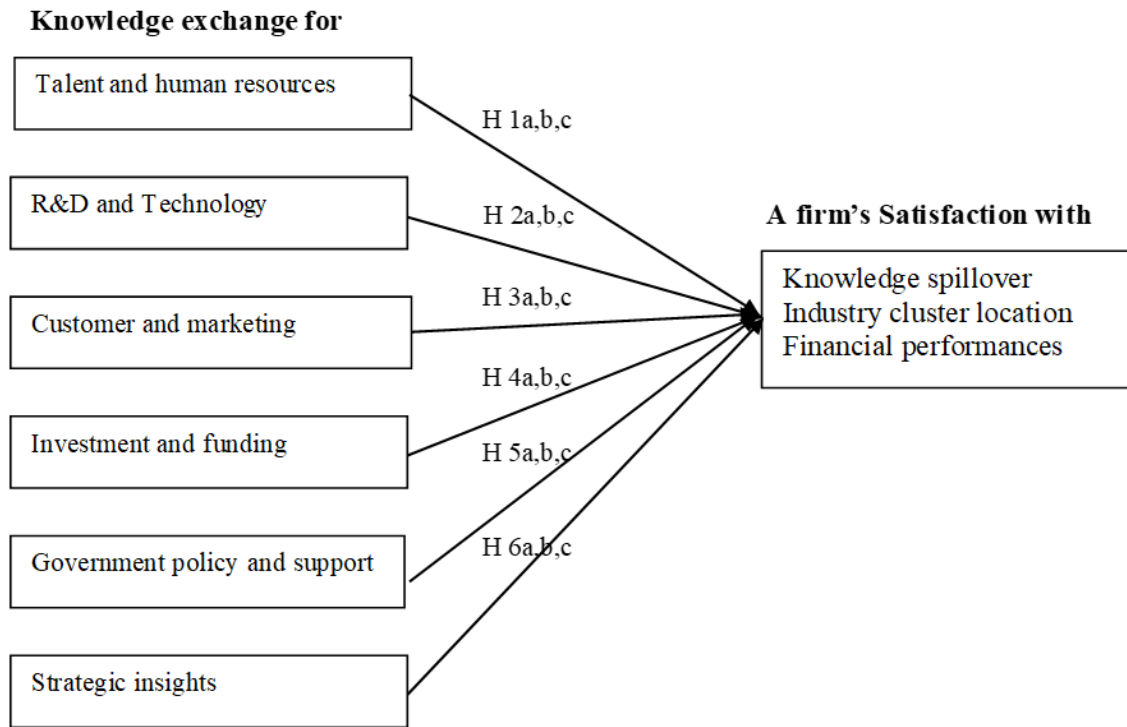 Knowledge exchange for
Talent and human resources
H 1a,b,c
R&D and Technology
H 2a,b,c
A firm's Satisfaction with
Knowledge spillover
Industry cluster location
Financial performances
Customer and marketing
H 3a,b,c
H 4a,b,c
Investment and funding
H 5a,b,c
Government policy and support
H 6a,b,c
Strategic insights